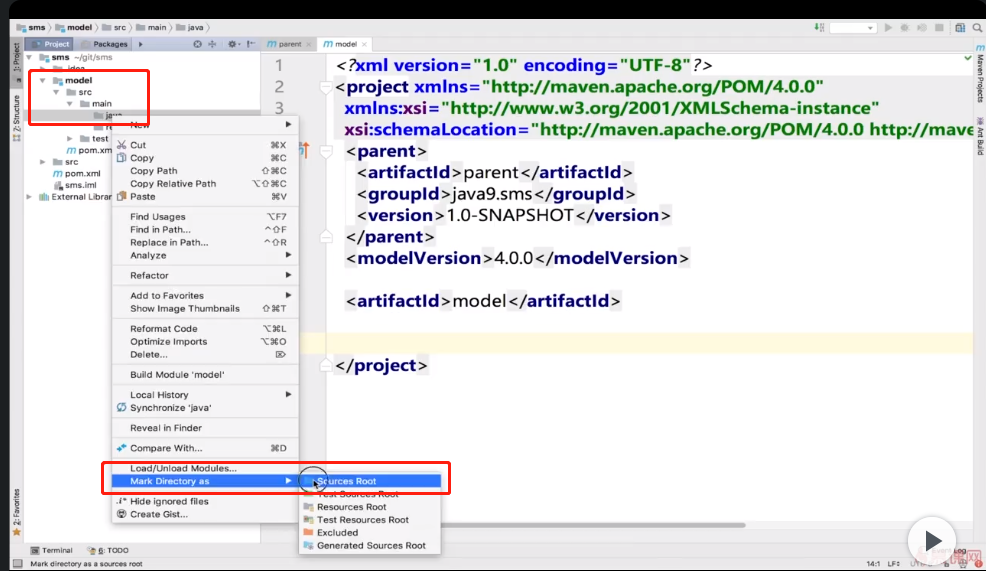 sms model src main java
Project Packages
parent
model
1: Project
2: Structure
2: Favorites
Maven Projects
Ant Build
sms ~/git/sms
.idea
model
src
main
java
test
pom.xml
src
pom.xml
sms.iml
External Librar
1
2
3
<?xml version="1.0" encoding="UTF-8"?>
<project xmlns="http://maven.apache.org/POM/4.0.0"
xmlns:xsi="http://www.w3.org/2001/XMLSchema-instance"
xsi:schemaLocation="http://maven.apache.org/POM/4.0.0 http://mave
<parent>
<artifactId>parent</artifactId>
<groupId>java9.sms</groupId>
<version>1.0-SNAPSHOT</version>
</parent>
<modelVersion>4.0.0</modelVersion>
<artifactId>model</artifactId>
</project>
New
Cut ⌘X
Copy ⌘C
Copy Path ⇧⌘C
Copy Relative Path ⌥⇧⌘C
Paste ⌘V
Find Usages ⌥F7
Find in Path... ^⇧F
Replace in Path... ^⇧R
Analyze
Refactor
Add to Favorites
Show Image Thumbnails ⇧⌘T
Reformat Code ⌥⌘L
Optimize Imports ⌥⌘O
Delete... ⌦
Build Module 'model'
Local History
Synchronize 'java'
Reveal in Finder
Compare With... ⌘D
Load/Unload Modules...
Mark Directory as
Hide ignored files
Create Gist...
Sources Root
Test Sources Root
Resources Root
Test Resources Root
Excluded
Generated Sources Root
Terminal 6: TODO
Mark directory as a sources root
14:1 LF÷